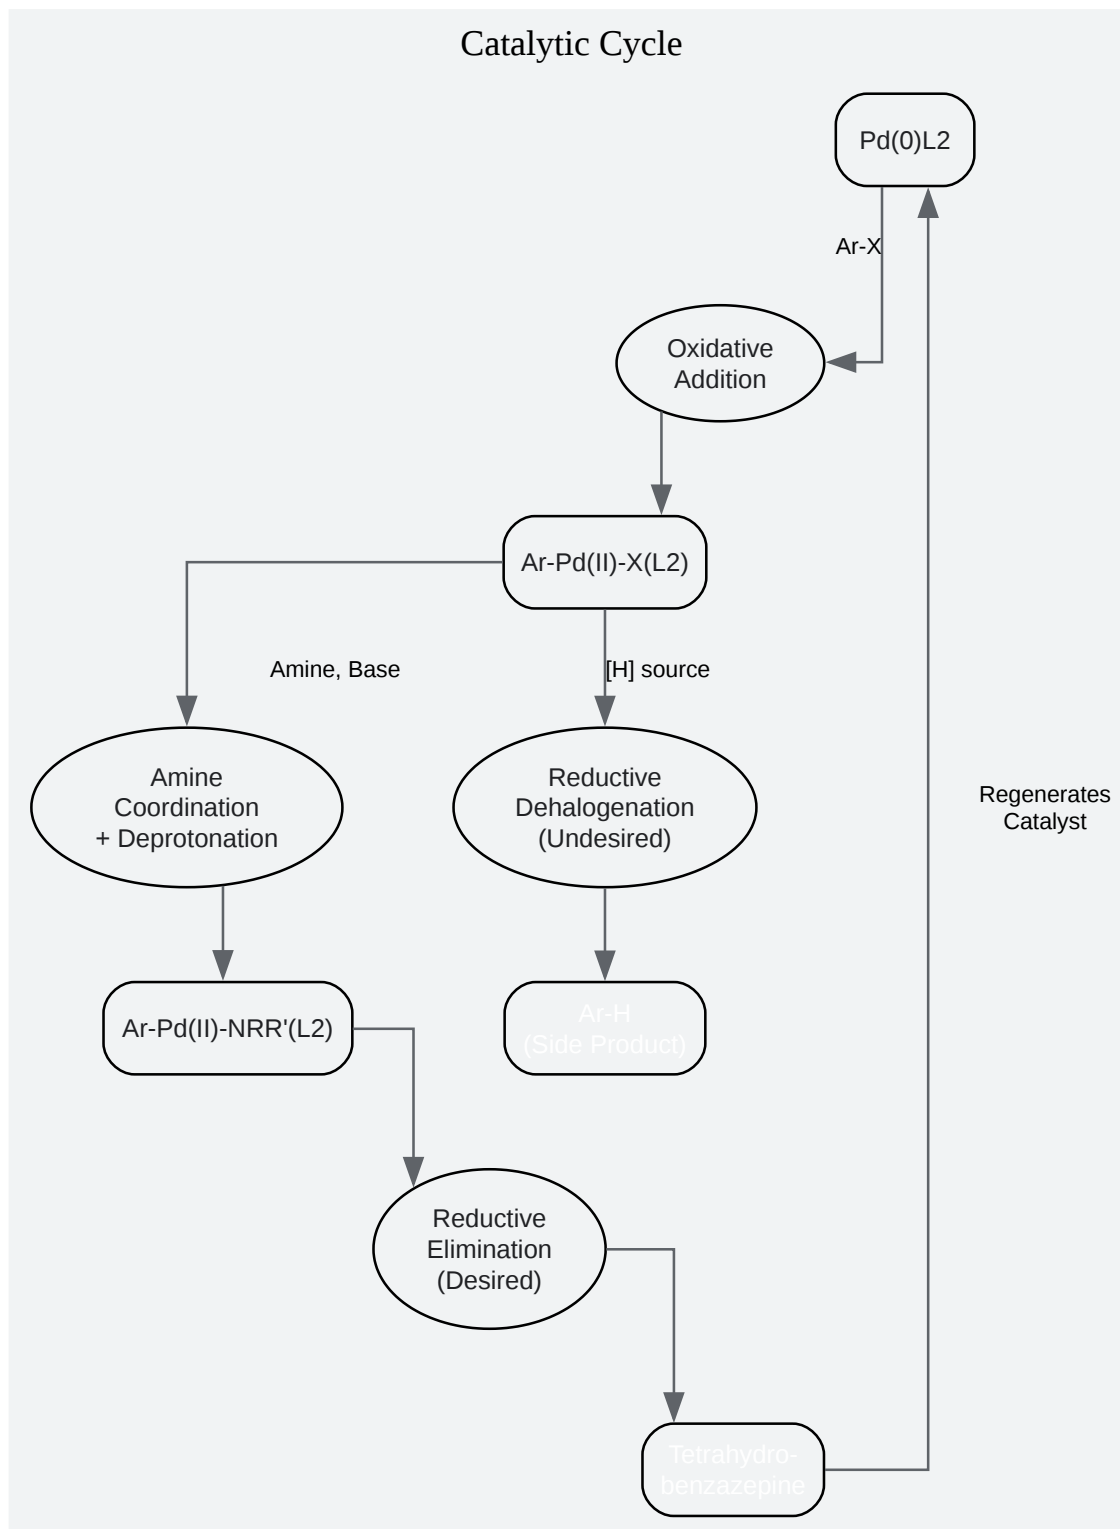 Catalytic Cycle
Pd(0)L2
Ar-X
Oxidative
Addition
Ar-Pd(II)-X(L2)
Amine, Base
[H] source
Amine
Coordination
+ Deprotonation
Reductive
Dehalogenation
(Undesired)
Regenerates
Catalyst
Ar-Pd(II)-NRR'(L2)
Ar-H
(Side Product)
Reductive
Elimination
(Desired)
Tetrahydro-
benzazepine